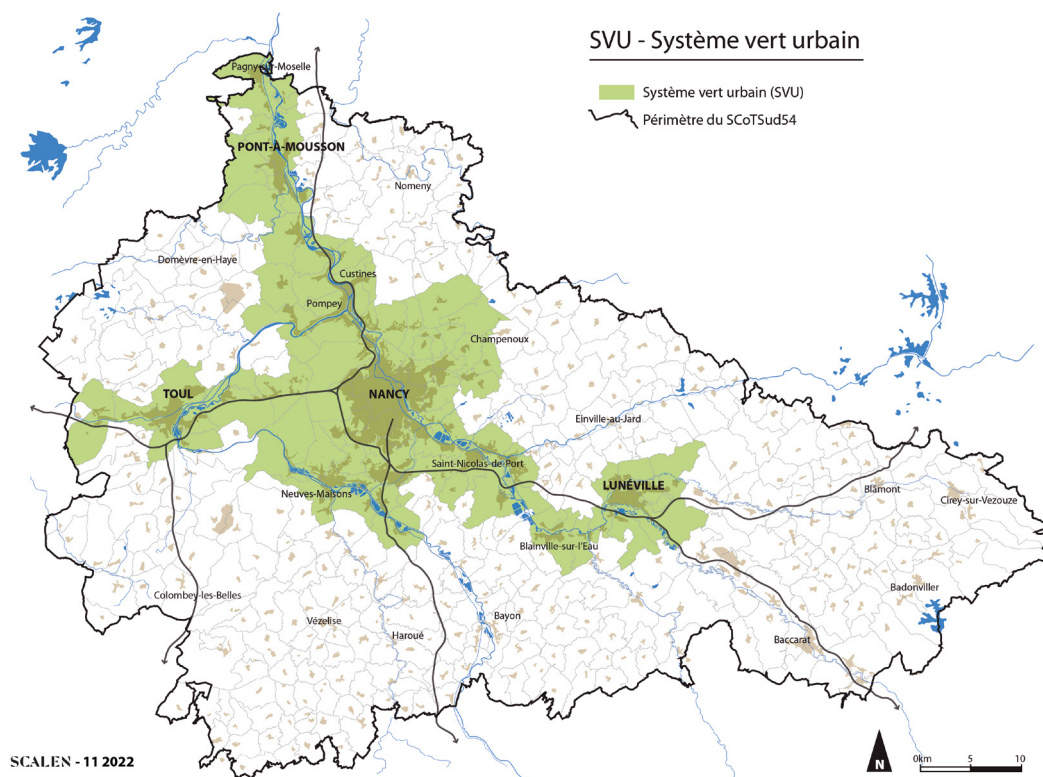 SVU - Système vert urbain
Système vert urbain (SVU)
Périmètre du SCoTSud54
Pagny-sur-Moselle
PONT-À-MOUSSON
Nomeny
Domèvre-en-Haye
Custines
Pompey
Champenoux
TOUL
NANCY
Einville-au-Jard
Saint-Nicolas-de-Port
LUNÉVILLE
Neuves-Maisons
Blâmont
Cirey-sur-Vezouze
Blainville-sur-l'Eau
Colombey-les-Belles
Badonviller
Vézelise
Haroué
Bayon
Baccarat
SCALEN - 11 2022
N
0km 5 10